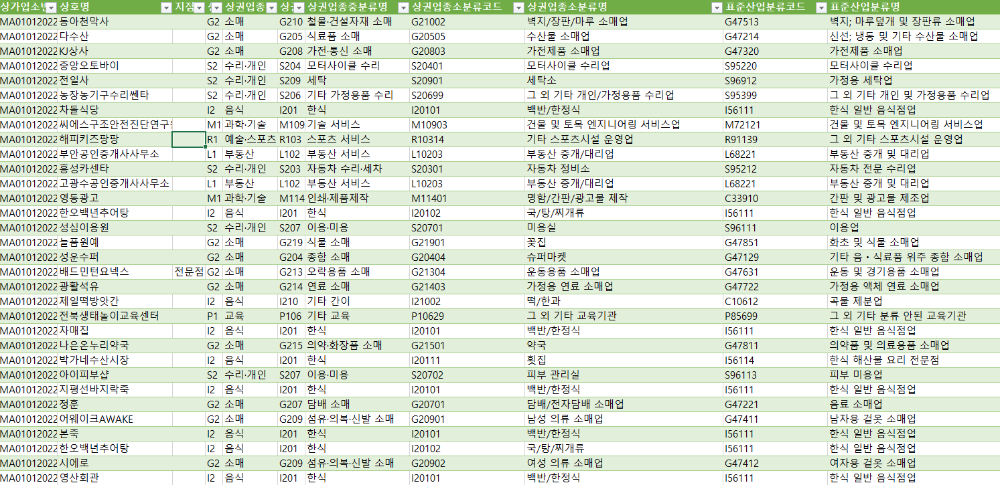 상가업소번 상호명 지점 상 상권업종 상권 상권업종중분류명 상권업종소분류코드 상권업종소분류명 표준산업분류코드 표준산업분류명
MA01012022 동아천막사 G2 소매 G210 철물·건설자재 소매 G21002 벽지/장판/마루 소매업 G47513 벽지; 마루덮개 및 장판류 소매업
MA01012022 다수산 G2 소매 G205 식료품 소매 G20505 수산물 소매업 G47214 신선; 냉동 및 기타 수산물 소매업
MA01012022 KJ상사 G2 소매 G208 가전·통신 소매 G20803 가전제품 소매업 G47320 가전제품 소매업
MA01012022 중앙오토바이 S2 수리·개인 S204 모터사이클 수리 S20401 모터사이클 수리업 S95220 모터사이클 수리업
MA01012022 전일사 S2 수리·개인 S209 세탁 S20901 세탁소 S96912 가정용 세탁업
MA01012022 농장농기구수리쎈타 S2 수리·개인 S206 기타 가정용품 수리 S20699 그 외 기타 개인/가정용품 수리업 S95399 그 외 기타 개인 및 가정용품 수리업
MA01012022 차돌식당 I2 음식 I201 한식 I20101 백반/한정식 I56111 한식 일반 음식점업
MA01012022 씨에스구조안전진단연구 M1 과학·기술 M109 기술 서비스 M10903 건물 및 토목 엔지니어링 서비스업 M72121 건물 및 토목 엔지니어링 서비스업
MA01012022 해피키즈팡팡 R1 예술·스포츠 R103 스포츠 서비스 R10314 기타 스포츠시설 운영업 R91139 그 외 기타 스포츠시설 운영업
MA01012022 부안공인중개사사무소 L1 부동산 L102 부동산 서비스 L10203 부동산 중개/대리업 L68221 부동산 중개 및 대리업
MA01012022 흥성카센타 S2 수리·개인 S203 자동차 수리·세차 S20301 자동차 정비소 S95212 자동차 전문 수리업
MA01012022 고광수공인중개사사무소 L1 부동산 L102 부동산 서비스 L10203 부동산 중개/대리업 L68221 부동산 중개 및 대리업
MA01012022 영동광고 M1 과학·기술 M114 인쇄·제품제작 M11401 명함/간판/광고물 제작 C33910 간판 및 광고물 제조업
MA01012022 한오백년추어탕 I2 음식 I201 한식 I20102 국/탕/찌개류 I56111 한식 일반 음식점업
MA01012022 성심이용원 S2 수리·개인 S207 이용·미용 S20701 미용실 S96111 이용업
MA01012022 늘품원예 G2 소매 G219 식물 소매 G21901 꽃집 G47851 화초 및 식물 소매업
MA01012022 성운수퍼 G2 소매 G204 종합 소매 G20404 슈퍼마켓 G47129 기타 음・식료품 위주 종합 소매업
MA01012022 배드민턴요넥스 전문점 G2 소매 G213 오락용품 소매 G21304 운동용품 소매업 G47631 운동 및 경기용품 소매업
MA01012022 광활석유 G2 소매 G214 연료 소매 G21403 가정용 연료 소매업 G47722 가정용 액체 연료 소매업
MA01012022 제일떡방앗간 I2 음식 I210 기타 간이 I21002 떡/한과 C10612 곡물 제분업
MA01012022 전북생태놀이교육센터 P1 교육 P106 기타 교육 P10629 그 외 기타 교육기관 P85699 그 외 기타 분류 안된 교육기관
MA01012022 자매집 I2 음식 I201 한식 I20101 백반/한정식 I56111 한식 일반 음식점업
MA01012022 나은온누리약국 G2 소매 G215 의약·화장품 소매 G21501 약국 G47811 의약품 및 의료용품 소매업
MA01012022 박가네수산시장 I2 음식 I201 한식 I20111 횟집 I56114 한식 해산물 요리 전문점
MA01012022 아이피부샵 S2 수리·개인 S207 이용·미용 S20702 피부 관리실 S96113 피부 미용업
MA01012022 지평선바지락죽 I2 음식 I201 한식 I20101 백반/한정식 I56111 한식 일반 음식점업
MA01012022 정훈 G2 소매 G207 담배 소매 G20701 담배/전자담배 소매업 G47221 음료 소매업
MA01012022 어웨이크AWAKE G2 소매 G209 섬유·의복·신발 소매 G20901 남성 의류 소매업 G47411 남자용 겉옷 소매업
MA01012022 본죽 I2 음식 I201 한식 I20101 백반/한정식 I56111 한식 일반 음식점업
MA01012022 한오백년추어탕 I2 음식 I201 한식 I20102 국/탕/찌개류 I56111 한식 일반 음식점업
MA01012022 시에로 G2 소매 G209 섬유·의복·신발 소매 G20902 여성 의류 소매업 G47412 여자용 겉옷 소매업
MA01012022 영산회관 I2 음식 I201 한식 I20101 백반/한정식 I56111 한식 일반 음식점업